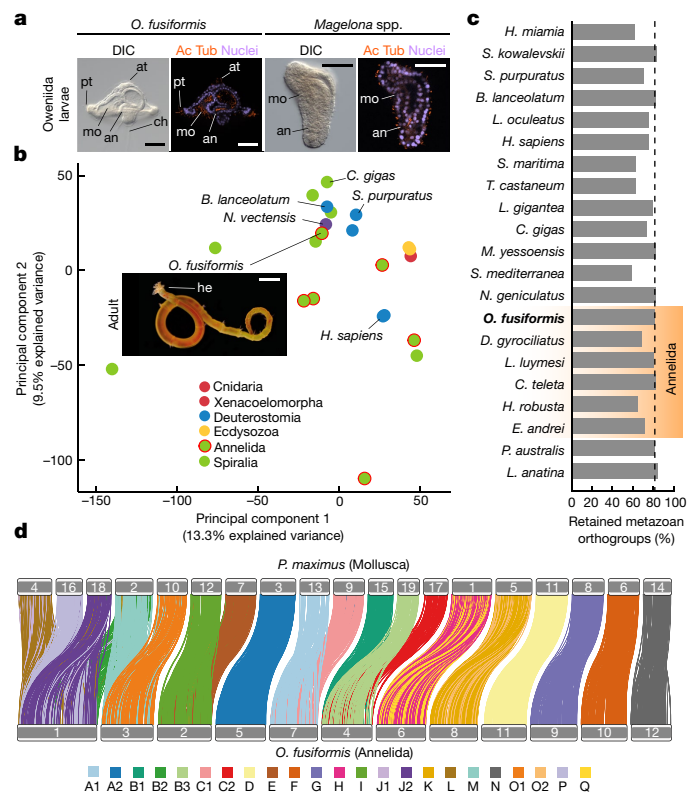 a
O. fusiformis
Magelona spp.
DIC
Ac Tub Nuclei
DIC
Ac Tub Nuclei
Oweniida
larvae
pt
at
mo
an
ch
pt
at
mo
an
mo
an
mo
an
b
Principal component 2
(9.5% explained variance)
50
0
−50
−100
C. gigas
B. lanceolatum
S. purpuratus
N. vectensis
O. fusiformis
Adult
he
H. sapiens
Cnidaria
Xenacoelomorpha
Deuterostomia
Ecdysozoa
Annelida
Spiralia
−150
−100
−50
0
50
Principal component 1
(13.3% explained variance)
c
H. miamia
S. kowalevskii
S. purpuratus
B. lanceolatum
L. oculeatus
H. sapiens
S. maritima
T. castaneum
L. gigantea
C. gigas
M. yessoensis
S. mediterranea
N. geniculatus
O. fusiformis
D. gyrociliatus
L. luymesi
C. teleta
H. robusta
E. andrei
P. australis
L. anatina
Annelida
0 20 40 60 80 100
Retained metazoan
orthogroups (%)
d
P. maximus (Mollusca)
4 16 18 2 10 12 7 3 13 9 15 19 17 1 5 11 8 6 14
1 3 2 5 7 4 6 8 11 9 10 12
O. fusiformis (Annelida)
A1 A2 B1 B2 B3 C1 C2 D E F G H I J1 J2 K L M N O1 O2 P Q